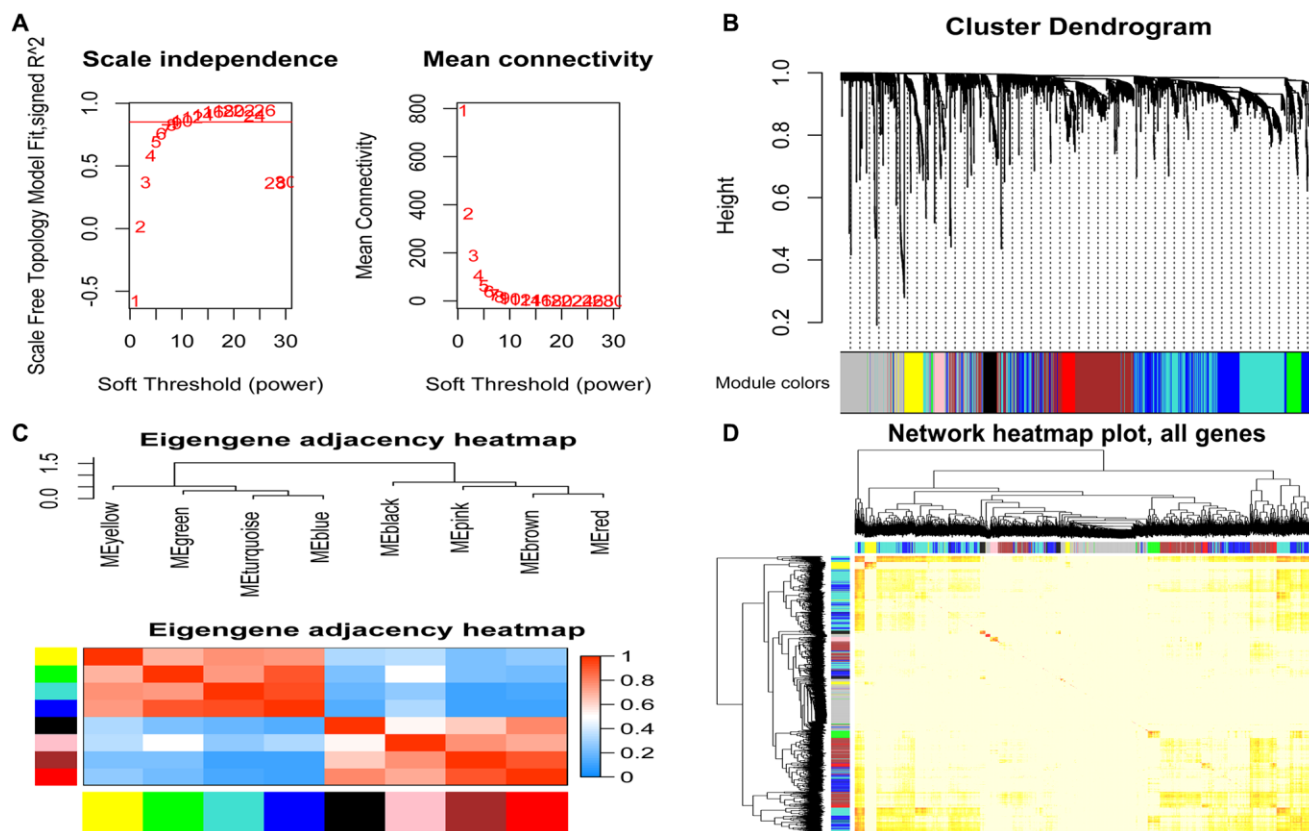 A
Scale independence
Scale Free Topology Model Fit,signed R^2
1.0
0.5
0.0
-0.5
1
2
3
4
5
6
7
8
0 10 20 30
Soft Threshold (power)
Mean connectivity
Mean Connectivity
800
600
400
200
0
1
2
3
4
5
6
7
8
0 10 20 30
Soft Threshold (power)
B
Cluster Dendrogram
Height
1.0
0.8
0.6
0.4
0.2
Module colors
C
Eigengene adjacency heatmap
1.5
0.0
MEyellow
MEgreen
MEturquoise
MEblue
MEblack
MEpink
MEbrown
MEred
Eigengene adjacency heatmap
1
0.8
0.6
0.4
0.2
0
D
Network heatmap plot, all genes